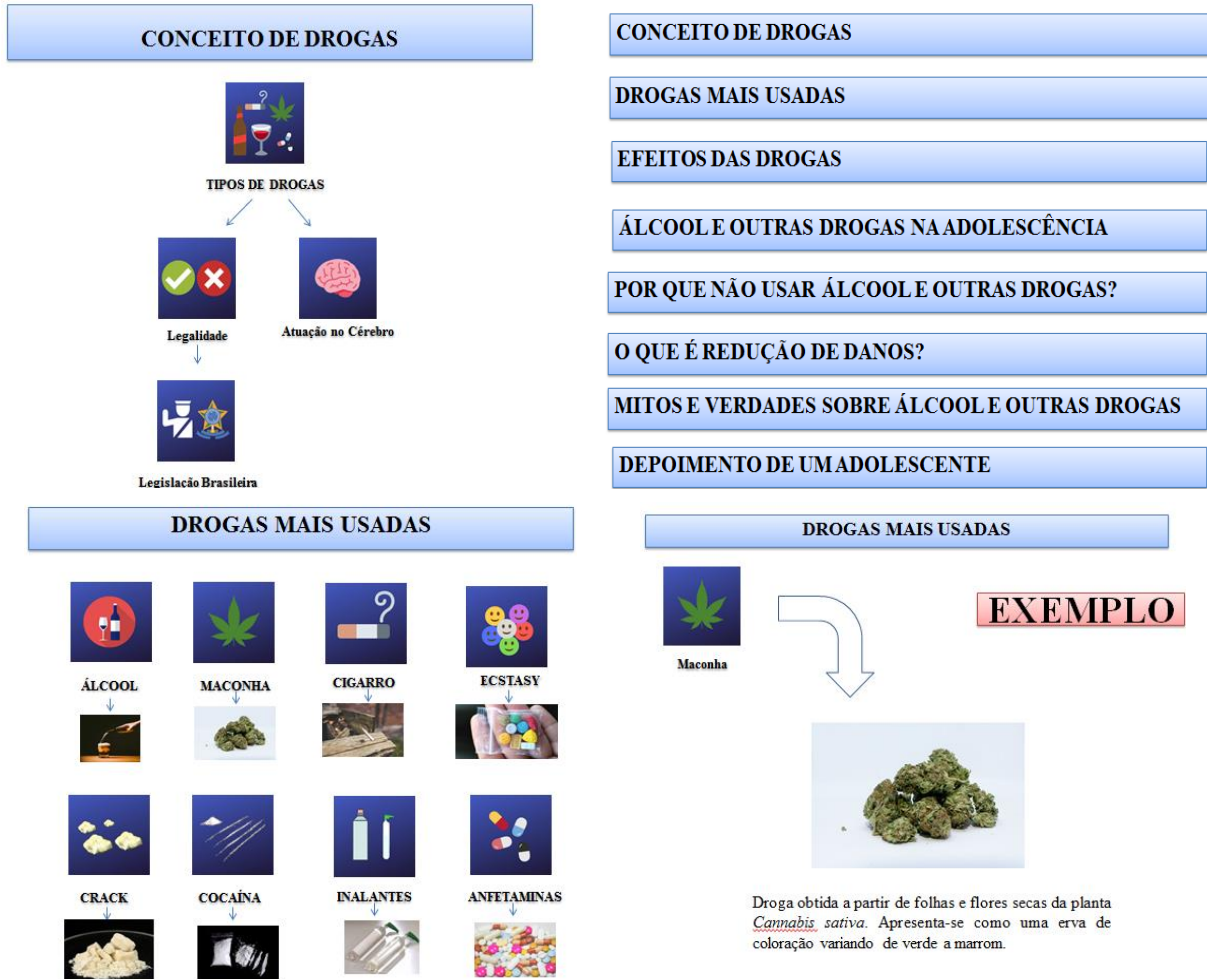 CONCEITO DE DROGAS
TIPOS DE DROGAS
Legalidade
Atuação no Cérebro
Legislação Brasileira
CONCEITO DE DROGAS
DROGAS MAIS USADAS
EFEITOS DAS DROGAS
ÁLCOOL E OUTRAS DROGAS NA ADOLESCÊNCIA
POR QUE NÃO USAR ÁLCOOL E OUTRAS DROGAS?
O QUE É REDUÇÃO DE DANOS?
MITOS E VERDADES SOBRE ÁLCOOL E OUTRAS DROGAS
DEPOIMENTO DE UM ADOLESCENTE
DROGAS MAIS USADAS
ÁLCOOL
MACONHA
CIGARRO
ECSTASY
CRACK
COCAÍNA
INALANTES
ANFETAMINAS
DROGAS MAIS USADAS
Maconha
EXEMPLO
Droga obtida a partir de folhas e flores secas da planta
Cannabis sativa. Apresenta-se como uma erva de
coloração variando de verde a marrom.